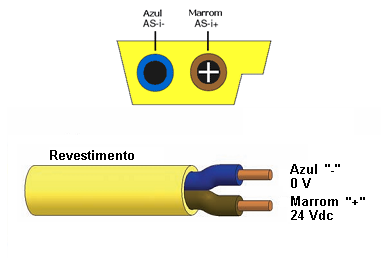 Azul
AS-i-
Marrom
AS-i+
Revestimento
Azul "-"
0 V
Marrom "+"
24 Vdc